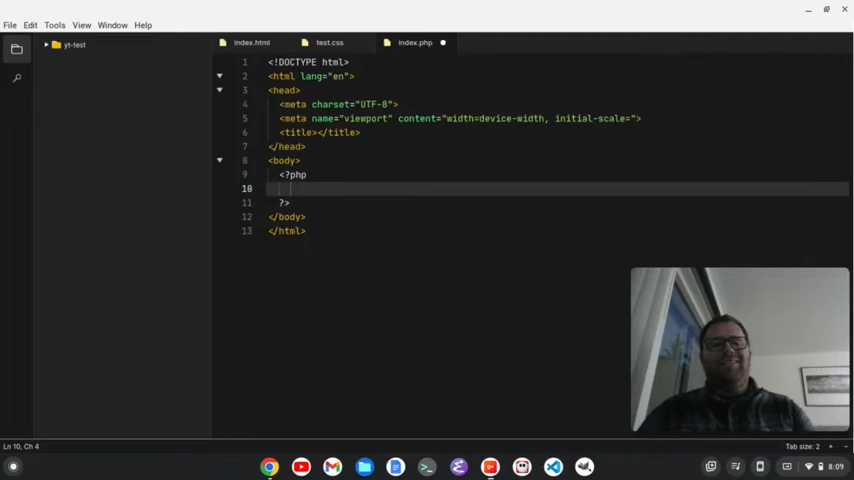 File Edit Tools View Window Help
yt-test
index.html test.css index.php
1 <!DOCTYPE html>
2 <html lang="en">
3 <head>
4 <meta charset="UTF-8">
5 <meta name="viewport" content="width=device-width, initial-scale=">
6 <title></title>
7 </head>
8 <body>
9 <?php
10
11 ?>
12 </body>
13 </html>
Ln 10, Ch 4 Tab size: 2 + -
8:09